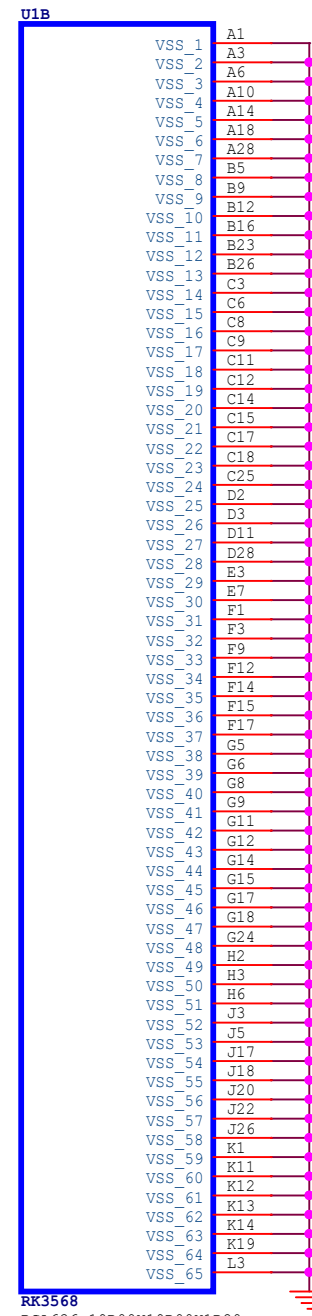 U1B
VSS_1 A1
VSS_2 A3
VSS_3 A6
VSS_4 A10
VSS_5 A14
VSS_6 A18
VSS_7 A28
VSS_8 B5
VSS_9 B9
VSS_10 B12
VSS_11 B16
VSS_12 B23
VSS_13 B26
VSS_14 C3
VSS_15 C6
VSS_16 C8
VSS_17 C9
VSS_18 C11
VSS_19 C12
VSS_20 C14
VSS_21 C15
VSS_22 C17
VSS_23 C18
VSS_24 C25
VSS_25 D2
VSS_26 D3
VSS_27 D11
VSS_28 D28
VSS_29 E3
VSS_30 E7
VSS_31 F1
VSS_32 F3
VSS_33 F9
VSS_34 F12
VSS_35 F14
VSS_36 F15
VSS_37 F17
VSS_38 G5
VSS_39 G6
VSS_40 G8
VSS_41 G9
VSS_42 G11
VSS_43 G12
VSS_44 G14
VSS_45 G15
VSS_46 G17
VSS_47 G18
VSS_48 G24
VSS_49 H2
VSS_50 H3
VSS_51 H6
VSS_52 J3
VSS_53 J5
VSS_54 J17
VSS_55 J18
VSS_56 J20
VSS_57 J22
VSS_58 J26
VSS_59 K1
VSS_60 K11
VSS_61 K12
VSS_62 K13
VSS_63 K14
VSS_64 K19
VSS_65 L3
RK3568